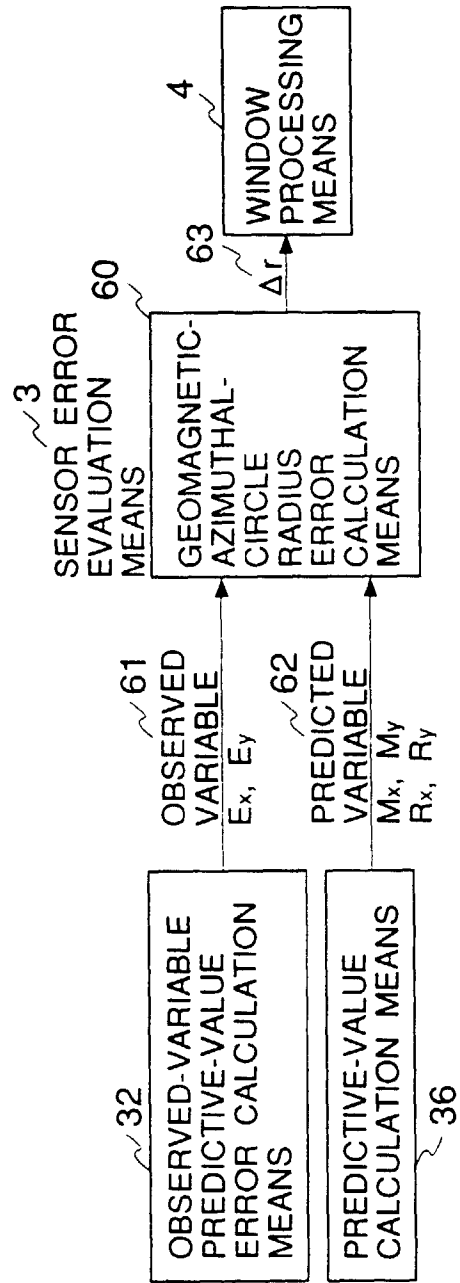 32
OBSERVED-VARIABLE
PREDICTIVE-VALUE
ERROR CALCULATION
MEANS
PREDICTIVE-VALUE
CALCULATION MEANS
36
61
OBSERVED
VARIABLE
Ex, Ey
62
PREDICTED
VARIABLE
Mx, My
Rx, Ry
3
SENSOR ERROR
EVALUATION
MEANS
60
GEOMAGNETIC-
AZIMUTHAL-
CIRCLE
RADIUS
ERROR
CALCULATION
MEANS
63
Δr
4
WINDOW
PROCESSING
MEANS